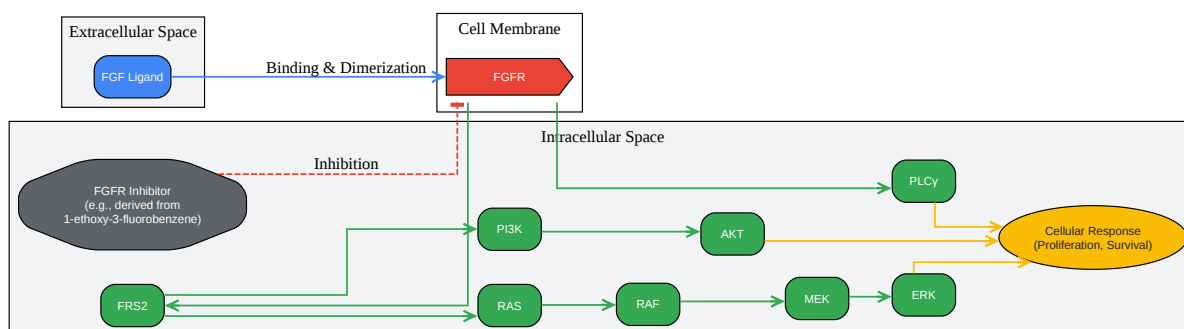 Extracellular Space
FGF Ligand
Binding & Dimerization
Cell Membrane
FGFR
Intracellular Space
Inhibition
FGFR Inhibitor
(e.g., derived from
1-ethoxy-3-fluorobenzene)
PLCγ
PI3K
AKT
Cellular Response
(Proliferation, Survival)
FRS2
RAS
RAF
MEK
ERK